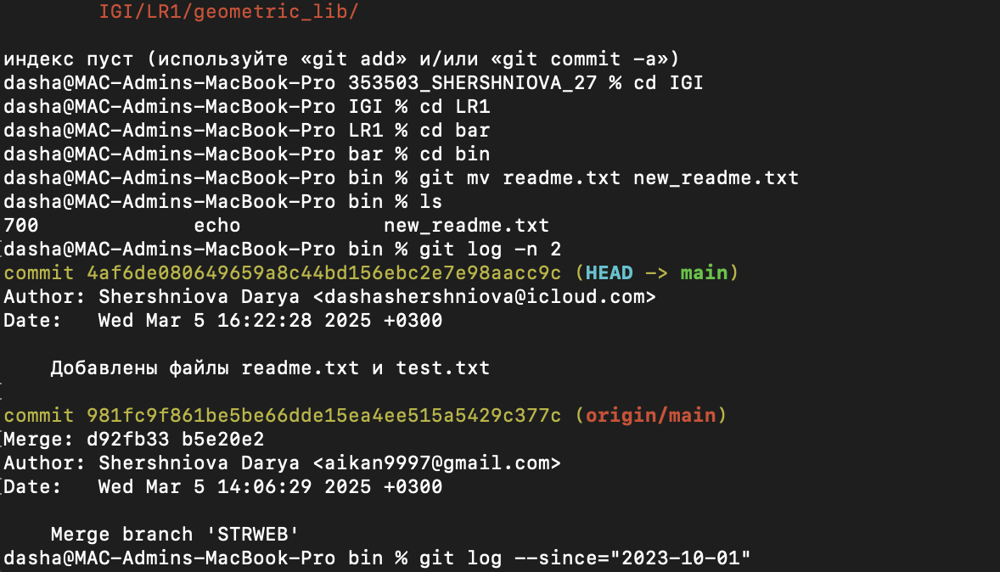 IGI/LR1/geometric_lib/
индекс пуст (используйте «git add» и/или «git commit -a»)
dasha@MAC-Admins-MacBook-Pro 353503_SHERSHNIOVA_27 % cd IGI
dasha@MAC-Admins-MacBook-Pro IGI % cd LR1
dasha@MAC-Admins-MacBook-Pro LR1 % cd bar
dasha@MAC-Admins-MacBook-Pro bar % cd bin
dasha@MAC-Admins-MacBook-Pro bin % git mv readme.txt new_readme.txt
dasha@MAC-Admins-MacBook-Pro bin % ls
700 echo new_readme.txt
dasha@MAC-Admins-MacBook-Pro bin % git log -n 2
commit 4af6de080649659a8c44bd156ebc2e7e98aacc9c (HEAD -> main)
Author: Shershniova Darya <dashashershniova@icloud.com>
Date:   Wed Mar 5 16:22:28 2025 +0300
Добавлены файлы readme.txt и test.txt
commit 981fc9f861be5be66dde15ea4ee515a5429c377c (origin/main)
Merge: d92fb33 b5e20e2
Author: Shershniova Darya <aikan9997@gmail.com>
Date:   Wed Mar 5 14:06:29 2025 +0300
Merge branch 'STRWEB'
dasha@MAC-Admins-MacBook-Pro bin % git log --since="2023-10-01"